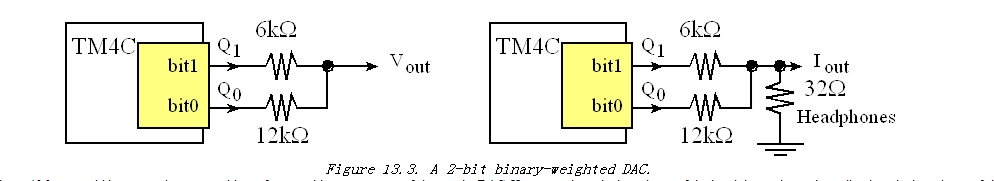 6kΩ
TM4C
Q1
bit1
Vout
Q0
bit0
12kΩ
6kΩ
TM4C
Q1
bit1
Iout
Q0
32Ω
bit0
Headphones
12kΩ
Figure 13.3. A 2-bit binary-weighted DAC.